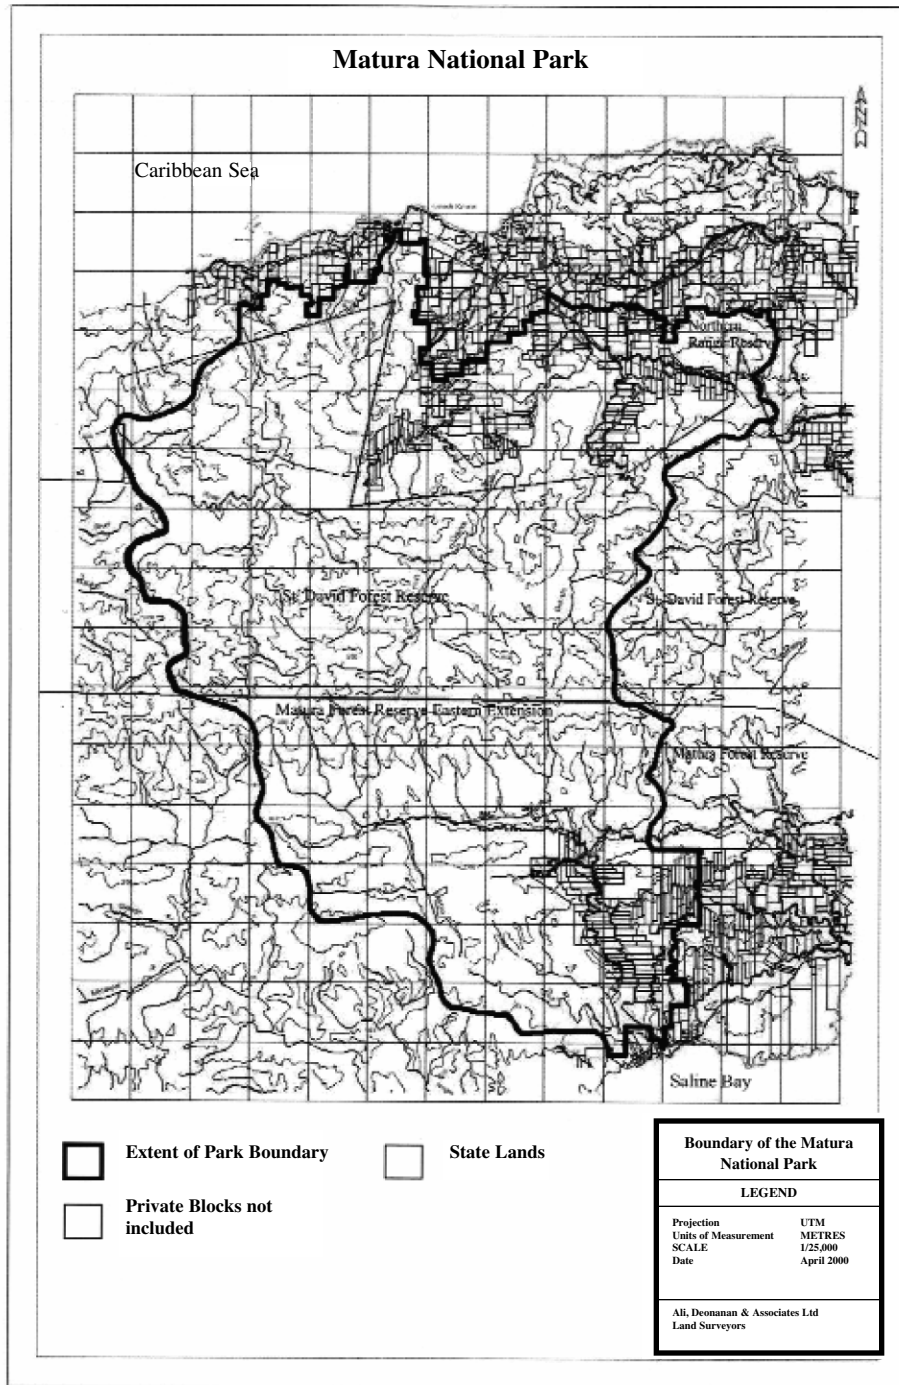 Matura National Park
Caribbean Sea
Northern
Range Reserve
St. David Forest Reserve
St. David Forest Reserve
Matura Forest Reserve Eastern Extension
Matura Forest Reserve
Saline Bay
Extent of Park Boundary
State Lands
Private Blocks not
included
Boundary of the Matura
National Park
LEGEND
Projection UTM
Units of Measurement METRES
SCALE 1/25,000
Date April 2000
Ali, Deonanan & Associates Ltd
Land Surveyors